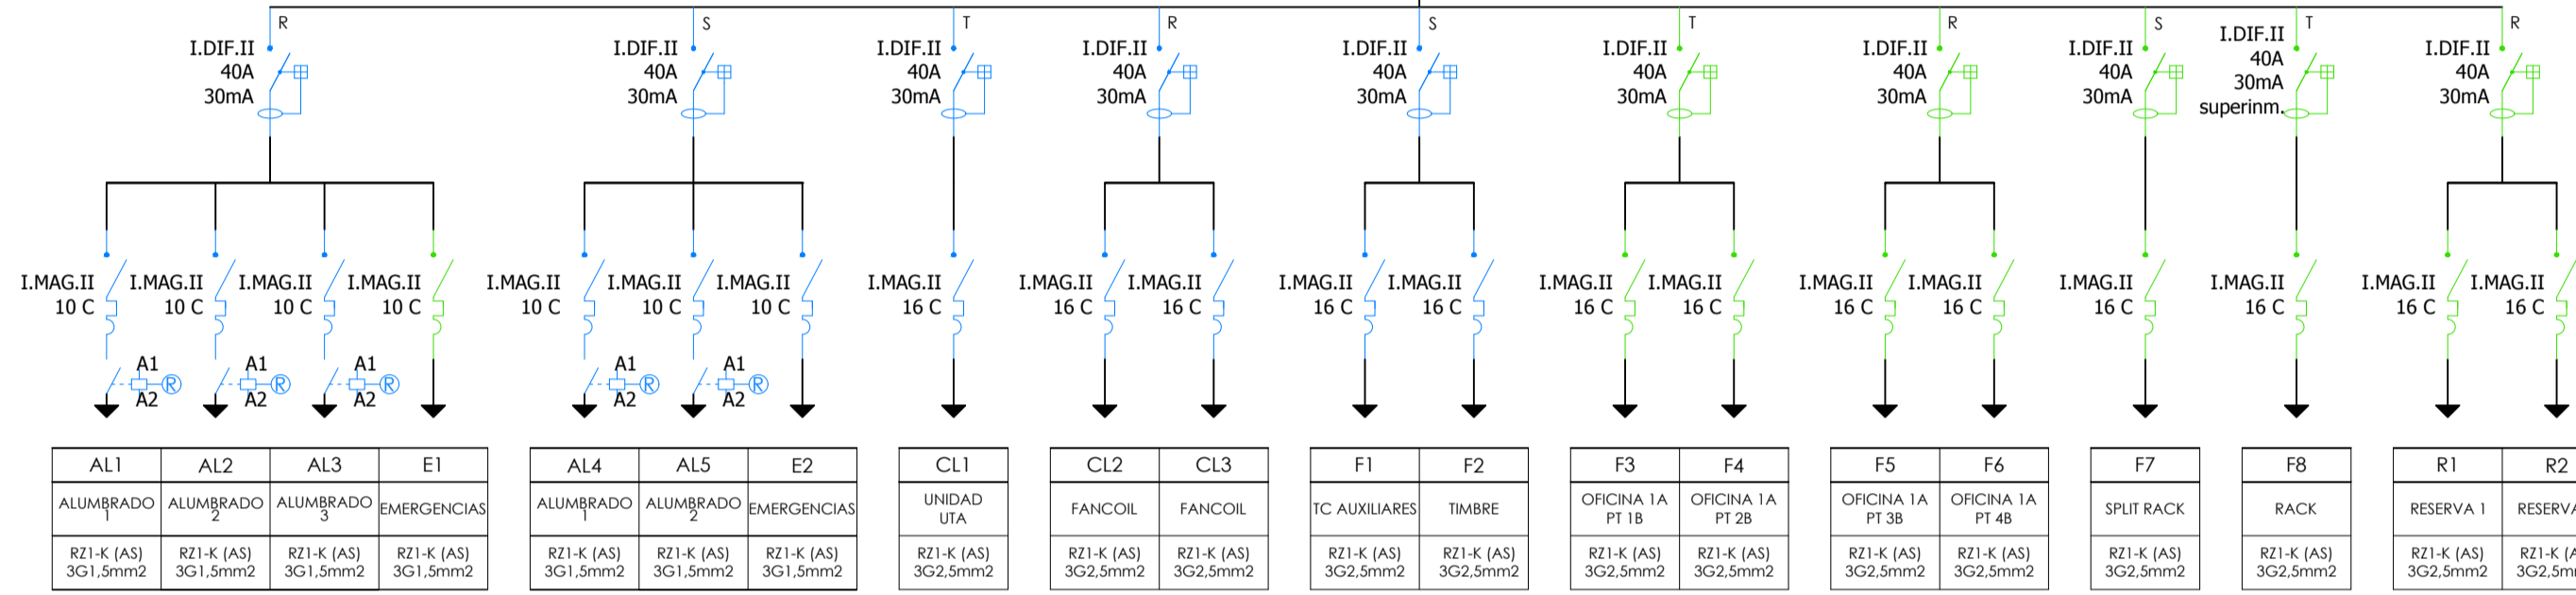 R S T R S T R S T R
I.DIF.II
40A
30mA
I.DIF.II
40A
30mA
I.DIF.II
40A
30mA
I.DIF.II
40A
30mA
I.DIF.II
40A
30mA
I.DIF.II
40A
30mA
I.DIF.II
40A
30mA
I.DIF.II
40A
30mA
I.DIF.II
40A
30mA
superinm.
I.DIF.II
40A
30mA
I.MAG.II
10 C
I.MAG.II
10 C
I.MAG.II
10 C
I.MAG.II
10 C
I.MAG.II
10 C
I.MAG.II
10 C
I.MAG.II
10 C
I.MAG.II
16 C
I.MAG.II
16 C
I.MAG.II
16 C
I.MAG.II
16 C
I.MAG.II
16 C
I.MAG.II
16 C
I.MAG.II
16 C
I.MAG.II
16 C
I.MAG.II
16 C
I.MAG.II
16 C
I.MAG.II
16 C
I.MAG.II
16 C
I.MAG.II
16 C
A1
R
A2
A1
R
A2
A1
R
A2
A1
R
A2
A1
R
A2
AL1
ALUMBRADO
1
RZ1-K (AS)
3G1,5mm2
AL2
ALUMBRADO
2
RZ1-K (AS)
3G1,5mm2
AL3
ALUMBRADO
3
RZ1-K (AS)
3G1,5mm2
E1
EMERGENCIAS
RZ1-K (AS)
3G1,5mm2
AL4
ALUMBRADO
1
RZ1-K (AS)
3G1,5mm2
AL5
ALUMBRADO
2
RZ1-K (AS)
3G1,5mm2
E2
EMERGENCIAS
RZ1-K (AS)
3G1,5mm2
CL1
UNIDAD
UTA
RZ1-K (AS)
3G2,5mm2
CL2
FANCOIL
RZ1-K (AS)
3G2,5mm2
CL3
FANCOIL
RZ1-K (AS)
3G2,5mm2
F1
TC AUXILIARES
RZ1-K (AS)
3G2,5mm2
F2
TIMBRE
RZ1-K (AS)
3G2,5mm2
F3
OFICINA 1A
PT 1B
RZ1-K (AS)
3G2,5mm2
F4
OFICINA 1A
PT 2B
RZ1-K (AS)
3G2,5mm2
F5
OFICINA 1A
PT 3B
RZ1-K (AS)
3G2,5mm2
F6
OFICINA 1A
PT 4B
RZ1-K (AS)
3G2,5mm2
F7
SPLIT RACK
RZ1-K (AS)
3G2,5mm2
F8
RACK
RZ1-K (AS)
3G2,5mm2
R1
RESERVA 1
RZ1-K (AS)
3G2,5mm2
R2
RESERVA
RZ1-K